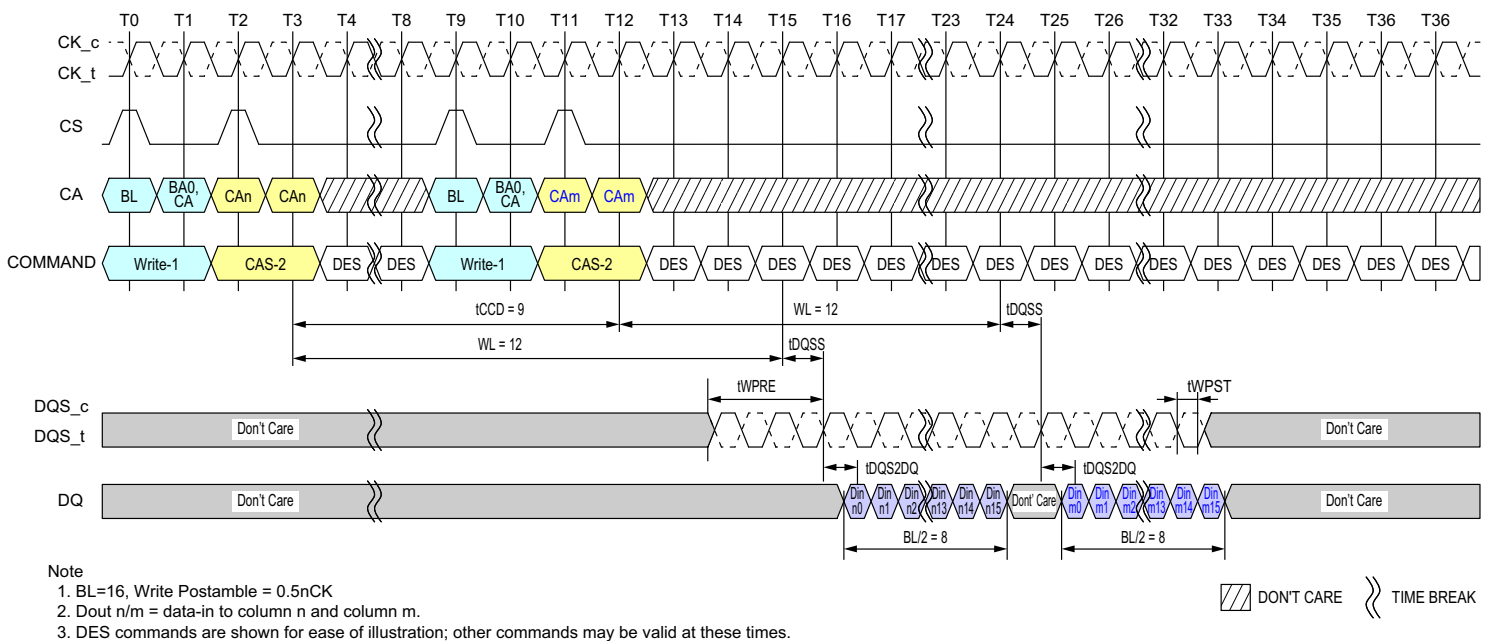 T0 T1 T2 T3 T4 T8 T9 T10 T11 T12 T13 T14 T15 T16 T17 T23 T24 T25 T26 T32 T33 T34 T35 T36 T36
CK_c
CK_t
CS
CA BL BA0, CA CAn CAn BL BA0, CA CAm CAm
COMMAND Write-1 CAS-2 DES DES Write-1 CAS-2 DES DES DES DES DES DES DES DES DES DES DES DES DES DES DES
tCCD = 9 WL = 12 tDQSS
WL = 12 tDQSS
tWPRE tWPST
DQS_c
DQS_t Don't Care Don't Care
tDQS2DQ tDQS2DQ
DQ Don't Care Din n0 Din n1 Din n2 Din n13 Din n14 Din n15 Dont' Care Din m0 Din m1 Din m2 Din m13 Din m14 Din m15 Don't Care
BL/2 = 8 BL/2 = 8
Note
1. BL=16, Write Postamble = 0.5nCK
2. Dout n/m = data-in to column n and column m.
3. DES commands are shown for ease of illustration; other commands may be valid at these times.
DON'T CARE TIME BREAK